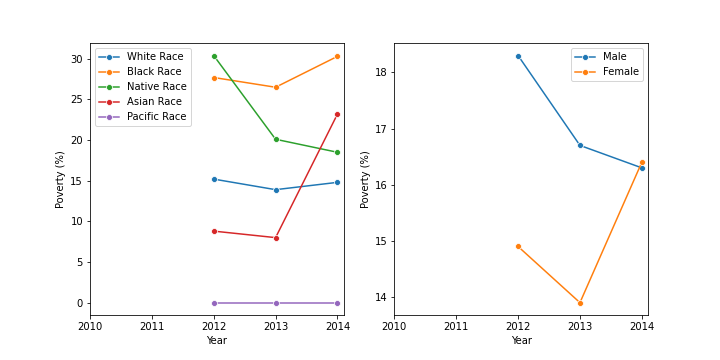 White Race
Black Race
Native Race
Asian Race
Pacific Race
Poverty (%)
30
25
20
15
10
5
0
2010 2011 2012 2013 2014
Year
Male
Female
Poverty (%)
18
17
16
15
14
2010 2011 2012 2013 2014
Year